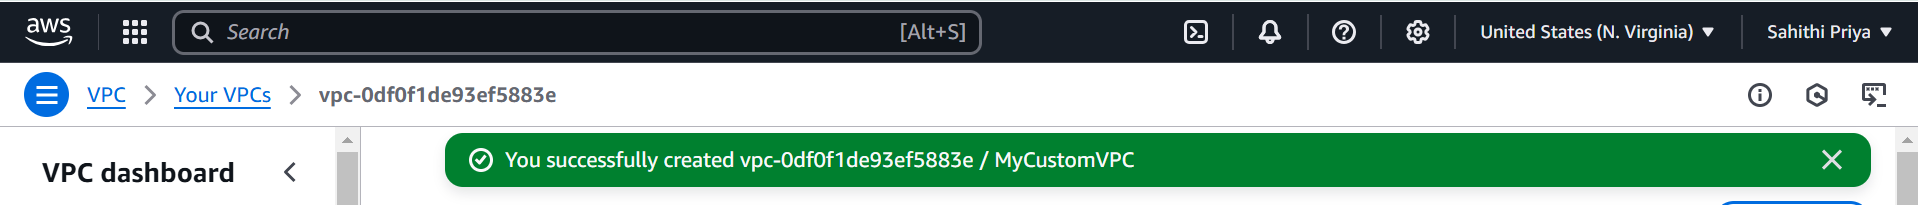 aws Search [Alt+S] United States (N. Virginia) Sahithi Priya
VPC Your VPCs vpc-0df0f1de93ef5883e
VPC dashboard
You successfully created vpc-0df0f1de93ef5883e / MyCustomVPC